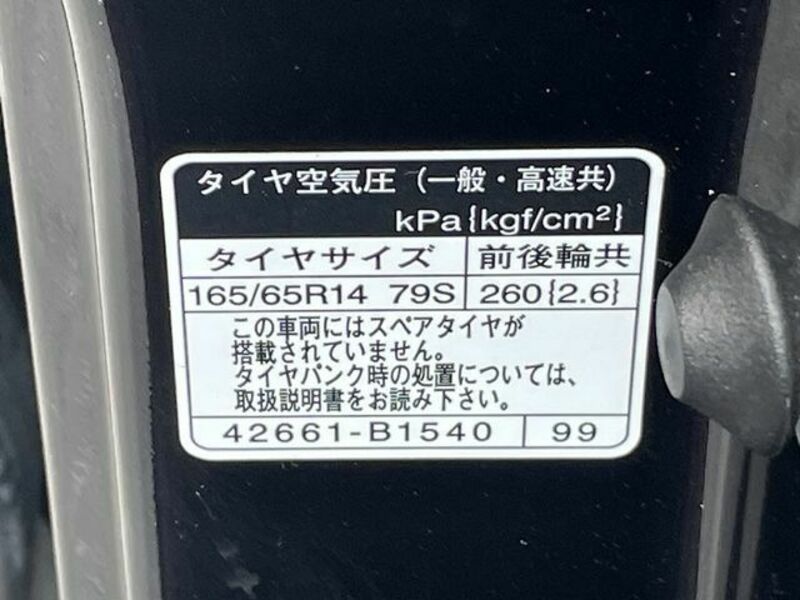 タイヤ空気圧（一般・高速共）
kPa{kgf/cm²}
タイヤサイズ 前後輪共
165/65R14 79S 260{2.6}
この車両にはスペアタイヤが
搭載されていません。
タイヤパンク時の処置については、
取扱説明書をお読み下さい。
42661-B1540 99